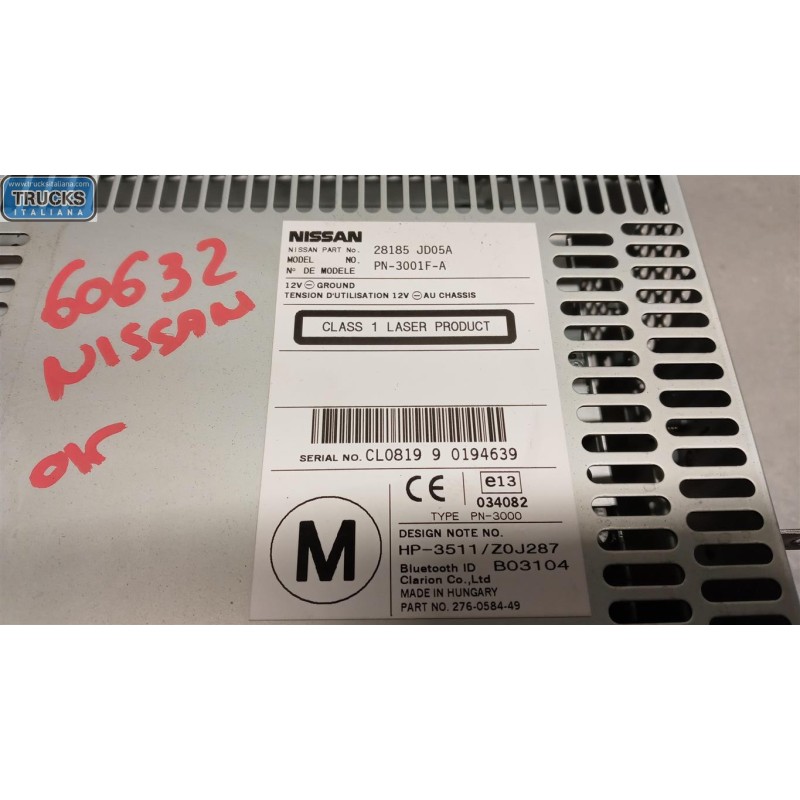 www.trucksitaliana.com
TRUCKS
ITALIANA
60632
NISSAN
OK
NISSAN
NISSAN PART No. 28185 JD05A
MODEL NO.
N° DE MODELE PN-3001F-A
12V ⊖ GROUND
TENSION D'UTILISATION 12V ⊖ AU CHASSIS
CLASS 1 LASER PRODUCT
SERIAL NO. CL0819 9 0194639
CE
e13
034082
TYPE PN-3000
M
DESIGN NOTE NO.
HP-3511/Z0J287
Bluetooth ID B03104
Clarion Co.,Ltd
MADE IN HUNGARY
PART NO. 276-0584-49